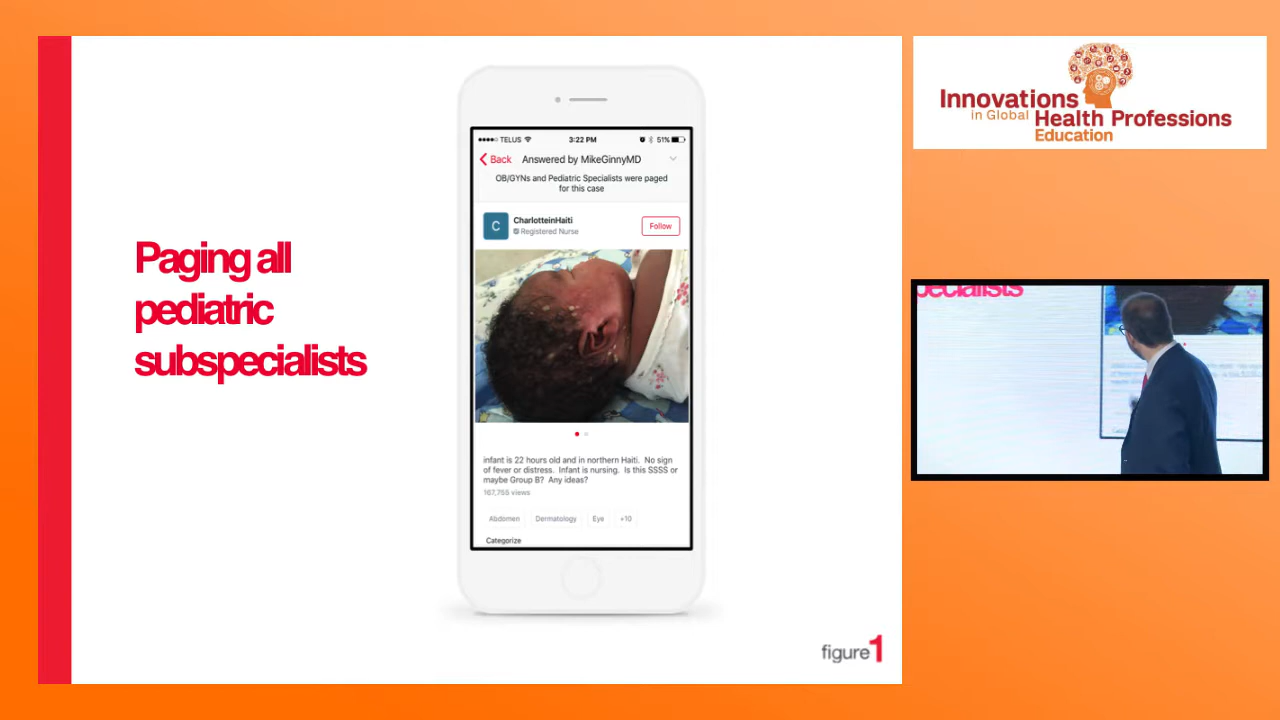 Paging all
pediatric
subspecialists
TELUS
3:22 PM
51%
Back
Answered by MikeGinnyMD
OB/GYNs and Pediatric Specialists were paged
for this case
C
CharlotteinHaiti
Registered Nurse
Follow
infant is 22 hours old and in northern Haiti. No sign
of fever or distress. Infant is nursing. Is this SSSS or
maybe Group B? Any ideas?
167,755 views
Abdomen
Dermatology
Eye
+10
Categorize
figure1
Innovations
in Global Health Professions
Education
pecialists